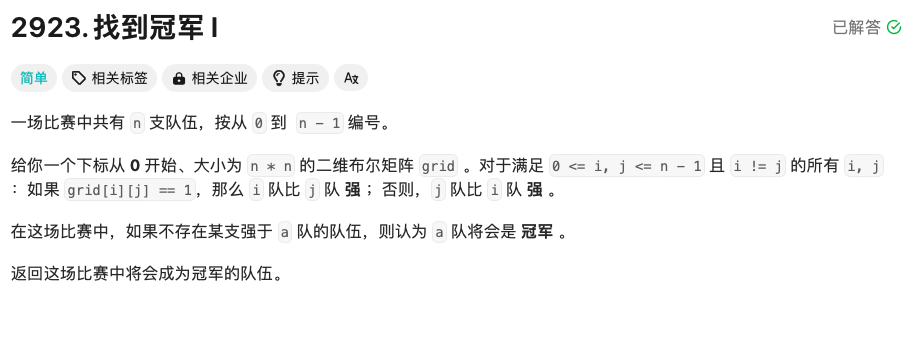 2923. 找到冠军 I
已解答
简单 相关标签 相关企业 提示 A文
一场比赛中共有 n 支队伍，按从 0 到 n - 1 编号。
给你一个下标从 0 开始、大小为 n * n 的二维布尔矩阵 grid 。对于满足 0 <= i, j <= n - 1 且 i != j 的所有 i, j
：如果 grid[i][j] == 1，那么 i 队比 j 队 强 ；否则，j 队比 i 队 强 。
在这场比赛中，如果不存在某支强于 a 队的队伍，则认为 a 队将会是 冠军 。
返回这场比赛中将会成为冠军的队伍。